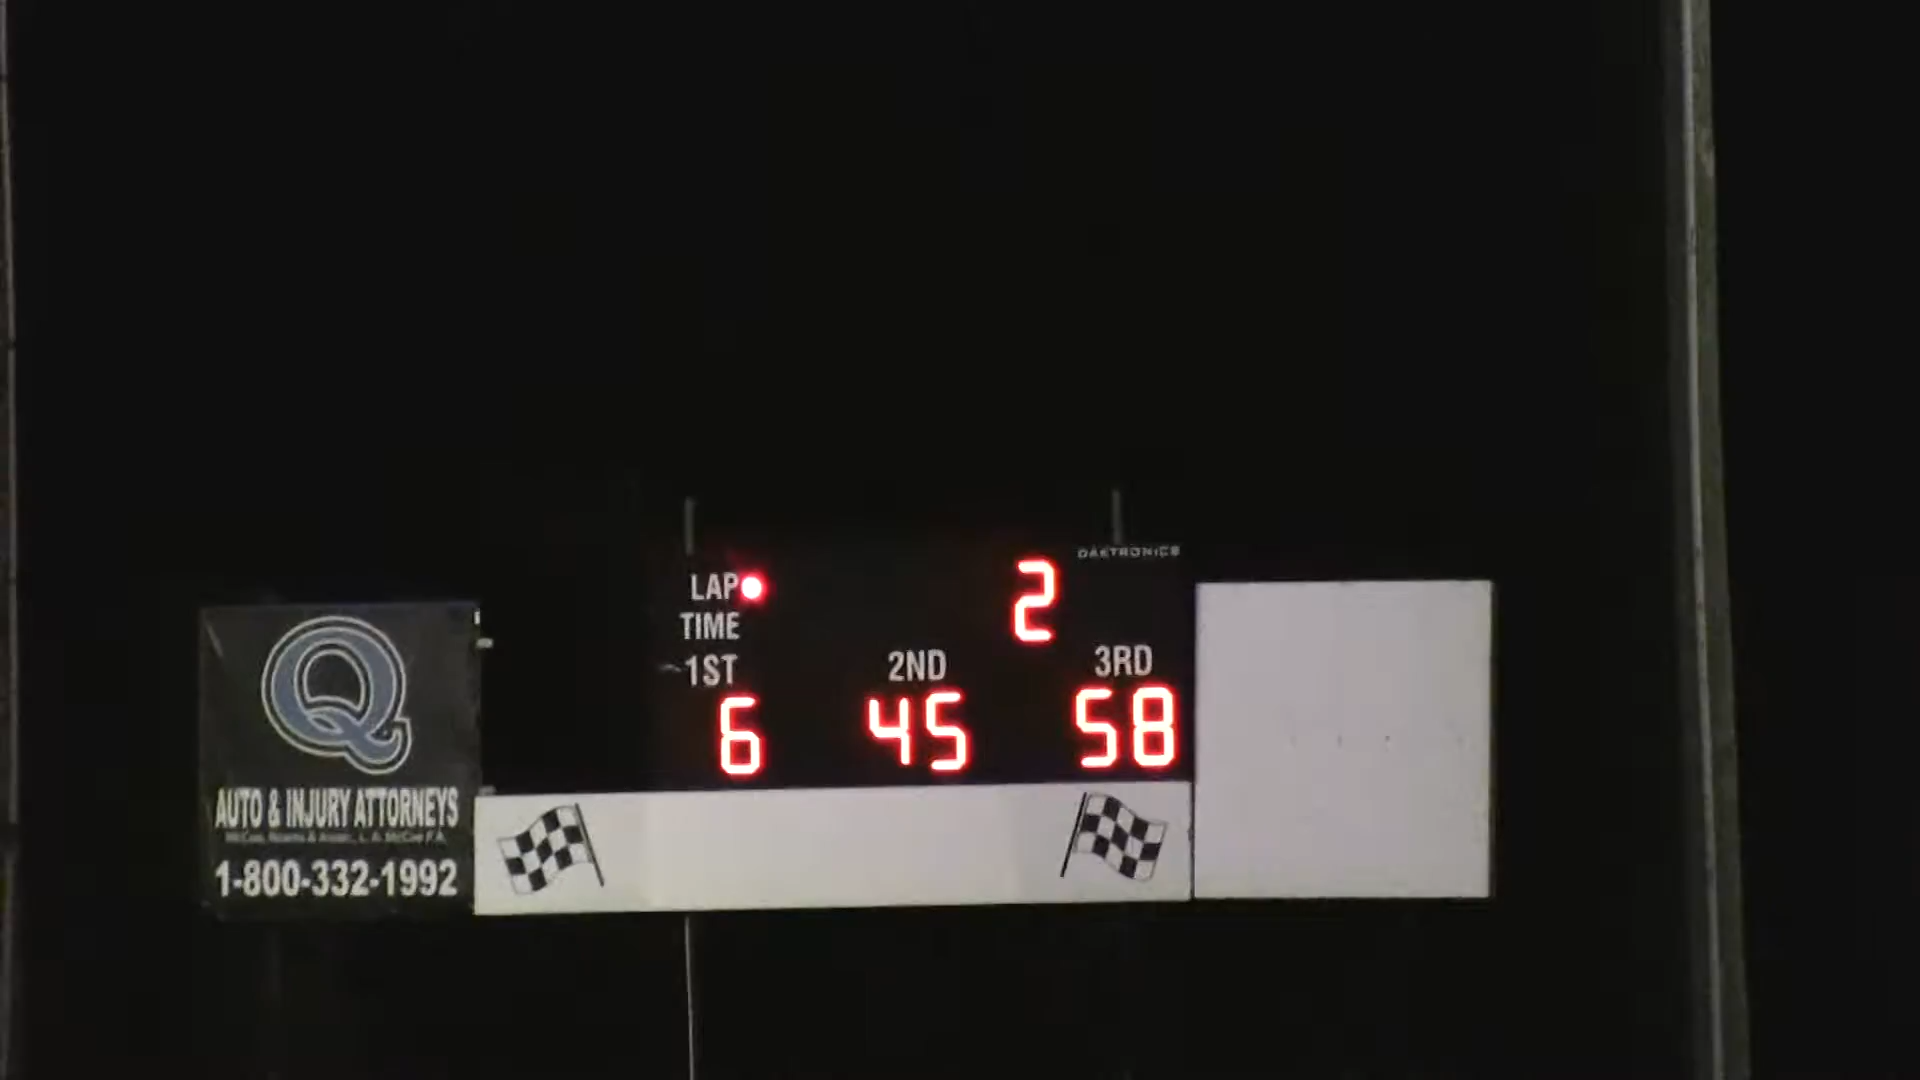 DAKTRONICS
LAP 2
TIME
1ST 2ND 3RD
6 45 58
Q
AUTO & INJURY ATTORNEYS
1-800-332-1992